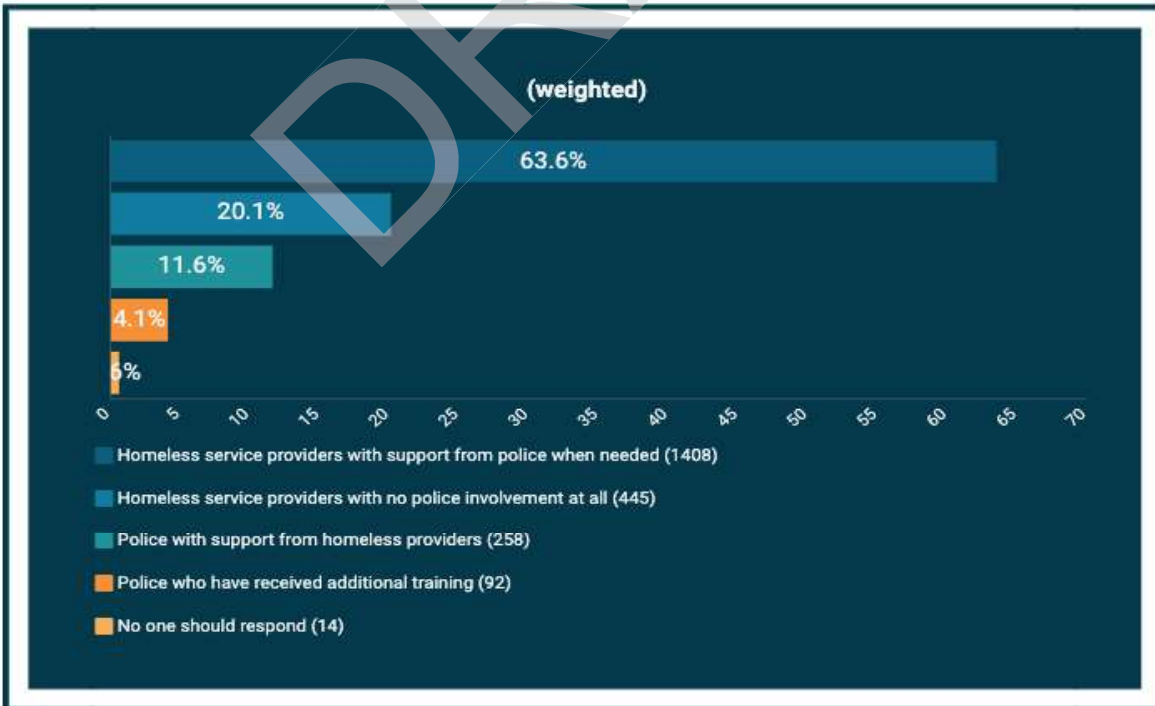 (weighted)
63.6%
20.1%
11.6%
4.1%
6%
0 5 10 15 20 25 30 35 40 45 50 55 60 65 70
Homeless service providers with support from police when needed (1408)
Homeless service providers with no police involvement at all (445)
Police with support from homeless providers (258)
Police who have received additional training (92)
No one should respond (14)